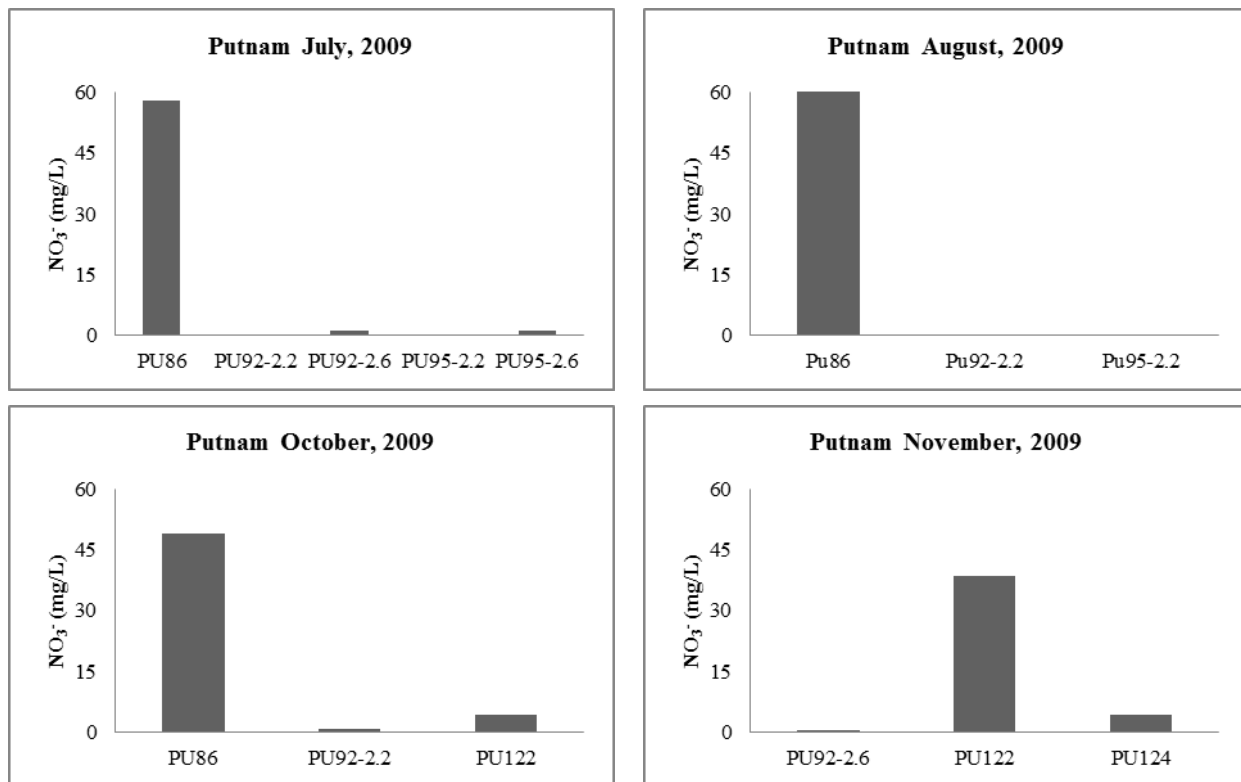 Putnam July, 2009
NO₃⁻ (mg/L)
60
45
30
15
0
PU86 PU92-2.2 PU92-2.6 PU95-2.2 PU95-2.6
Putnam August, 2009
NO₃⁻ (mg/L)
60
45
30
15
0
Pu86 Pu92-2.2 Pu95-2.2
Putnam October, 2009
NO₃⁻ (mg/L)
60
45
30
15
0
PU86 PU92-2.2 PU122
Putnam November, 2009
NO₃⁻ (mg/L)
60
45
30
15
0
PU92-2.6 PU122 PU124